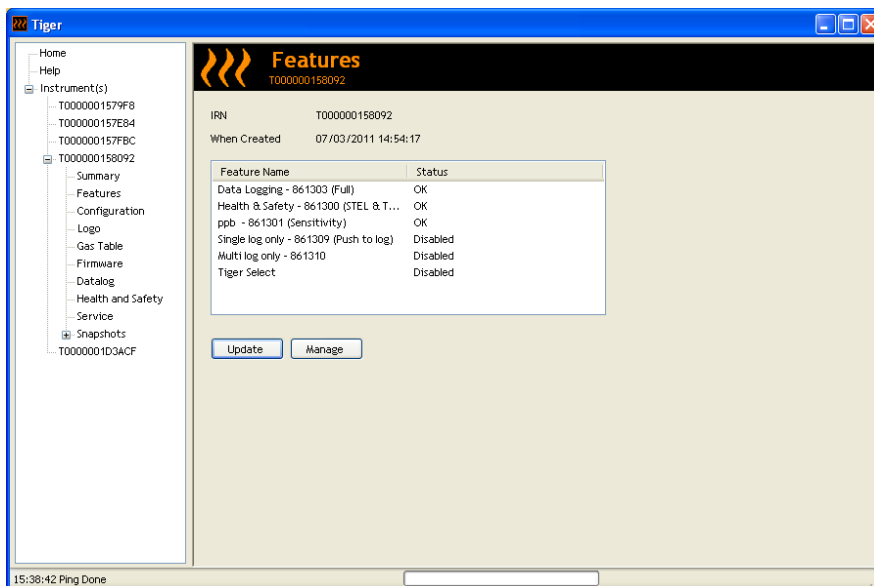 Tiger
Home
Help
Instrument(s)
T0000001579F8
T000000157E84
T000000157FBC
T000000158092
Summary
Features
Configuration
Logo
Gas Table
Firmware
Datalog
Health and Safety
Service
Snapshots
T0000001D3ACF
Features
T000000158092
IRN T000000158092
When Created 07/03/2011 14:54:17
Feature Name Status
Data Logging - 861303 (Full) OK
Health & Safety - 861300 (STEL & T... OK
ppb - 861301 (Sensitivity) OK
Single log only - 861309 (Push to log) Disabled
Multi log only - 861310 Disabled
Tiger Select Disabled
Update Manage
15:38:42 Ping Done